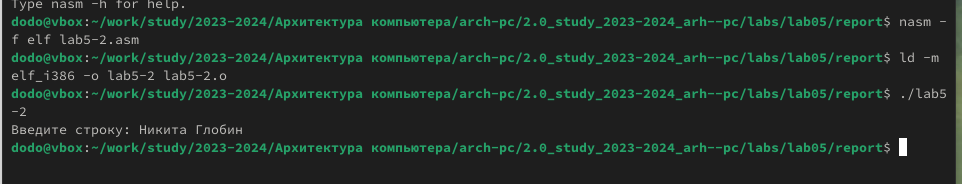 Type nasm -h for help.
dodo@vbox:~/work/study/2023-2024/Архитектура компьютера/arch-pc/2.0_study_2023-2024_arh--pc/labs/lab05/report$ nasm -
f elf lab5-2.asm
dodo@vbox:~/work/study/2023-2024/Архитектура компьютера/arch-pc/2.0_study_2023-2024_arh--pc/labs/lab05/report$ ld -m
elf_i386 -o lab5-2 lab5-2.o
dodo@vbox:~/work/study/2023-2024/Архитектура компьютера/arch-pc/2.0_study_2023-2024_arh--pc/labs/lab05/report$ ./lab5
-2
Введите строку: Никита Глобин
dodo@vbox:~/work/study/2023-2024/Архитектура компьютера/arch-pc/2.0_study_2023-2024_arh--pc/labs/lab05/report$